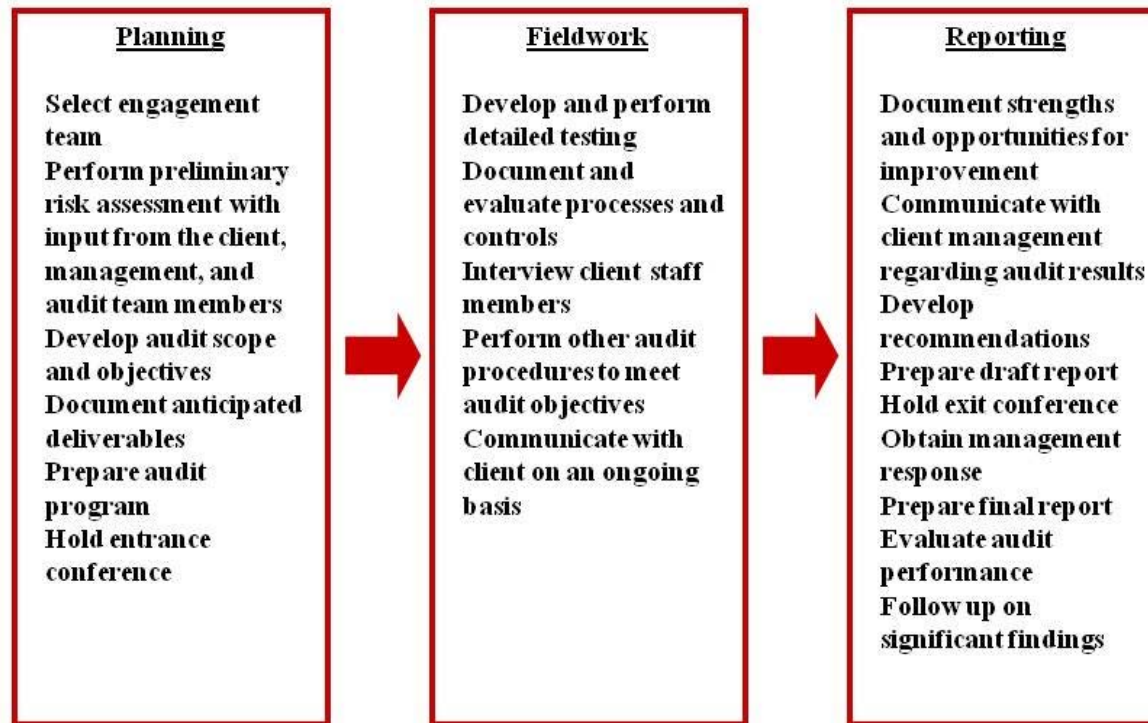 Planning
Select engagement
team
Perform preliminary
risk assessment with
input from the client,
management, and
audit team members
Develop audit scope
and objectives
Document anticipated
deliverables
Prepare audit
program
Hold entrance
conference
Fieldwork
Develop and perform
detailed testing
Document and
evaluate processes and
controls
Interview client staff
members
Perform other audit
procedures to meet
audit objectives
Communicate with
client on an ongoing
basis
Reporting
Document strengths
and opportunities for
improvement
Communicate with
client management
regarding audit results
Develop
recommendations
Prepare draft report
Hold exit conference
Obtain management
response
Prepare final report
Evaluate audit
performance
Follow up on
significant findings